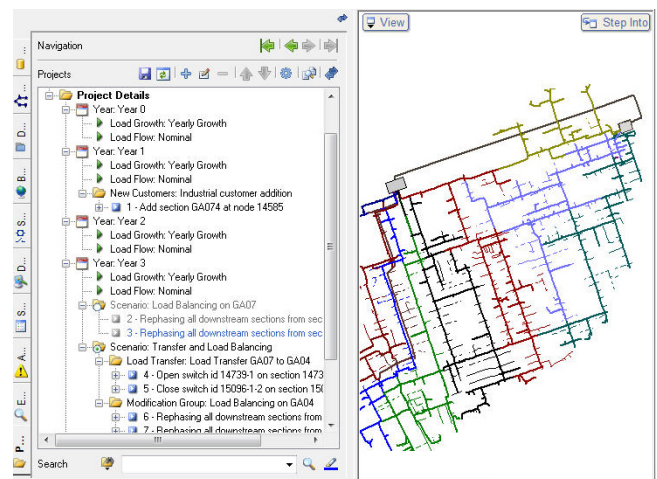 View
Step Into
Navigation
Projects
Project Details
Year: Year 0
Load Growth: Yearly Growth
Load Flow: Nominal
Year: Year 1
Load Growth: Yearly Growth
Load Flow: Nominal
New Customers: Industrial customer addition
1 - Add section GA074 at node 14585
Year: Year 2
Load Growth: Yearly Growth
Load Flow: Nominal
Year: Year 3
Load Growth: Yearly Growth
Load Flow: Nominal
Scenario: Load Balancing on GA07
2 - Rephasing all downstream sections from sec
3 - Rephasing all downstream sections from sec
Scenario: Transfer and Load Balancing
Load Transfer: Load Transfer GA07 to GA04
4 - Open switch id 14739-1 on section 1473
5 - Close switch id 15096-1-2 on section 150
Modification Group: Load Balancing on GA04
6 - Rephasing all downstream sections from
7 - Rephasing all downstream sections from
Search
D...
B...
S...
D...
S...
A...
E...
P...